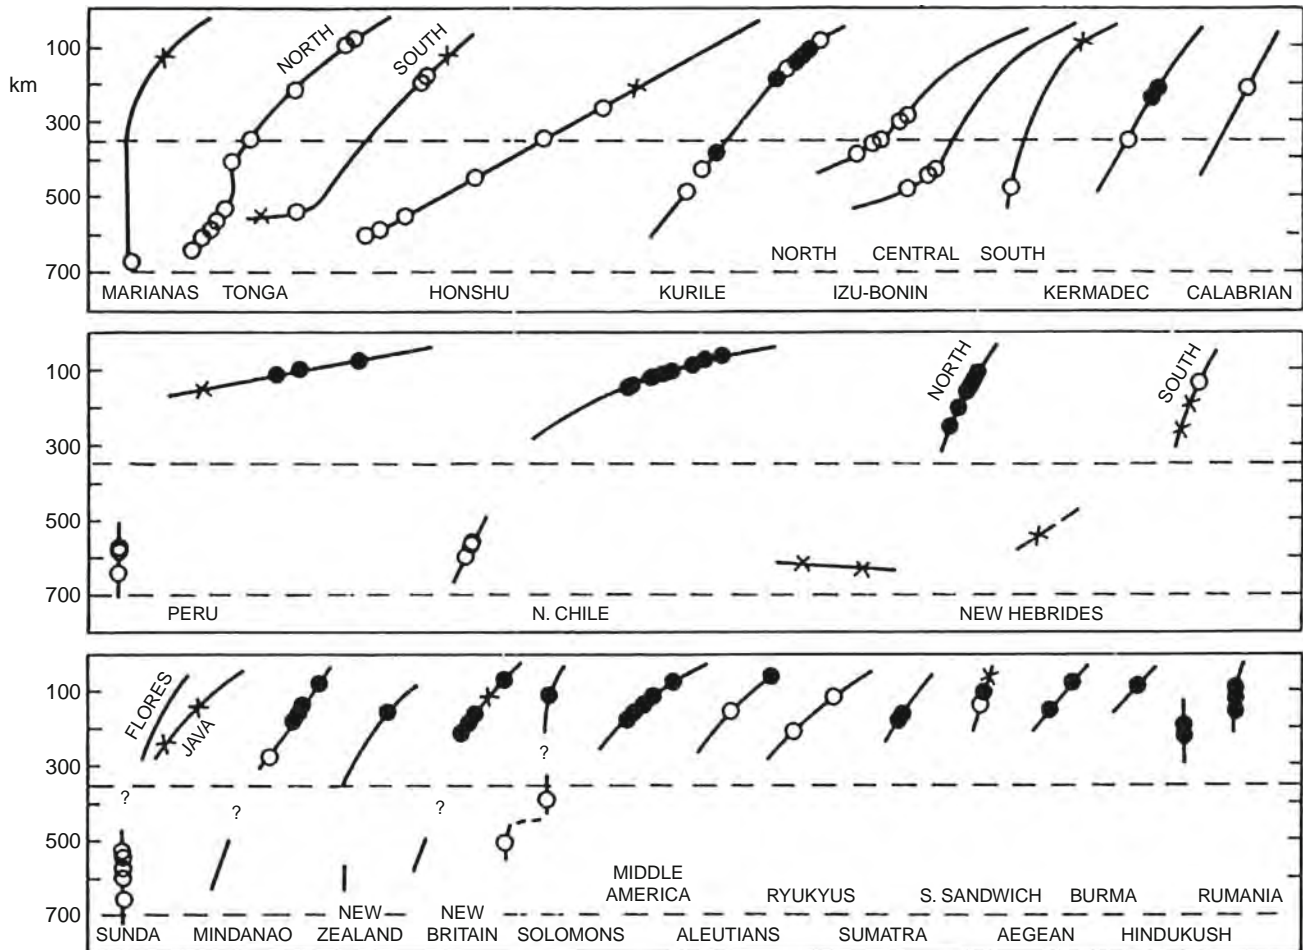 km
100
300
500
700
NORTH
SOUTH
NORTH CENTRAL SOUTH
MARIANAS TONGA HONSHU KURILE IZU-BONIN KERMADEC CALABRIAN
100
300
500
700
NORTH
SOUTH
PERU N. CHILE NEW HEBRIDES
100
300
500
700
FLORES
JAVA
?
?
?
?
MIDDLE
AMERICA RYUKYUS S. SANDWICH BURMA RUMANIA
NEW NEW
SUNDA MINDANAO ZEALAND BRITAIN SOLOMONS ALEUTIANS SUMATRA AEGEAN HINDUKUSH